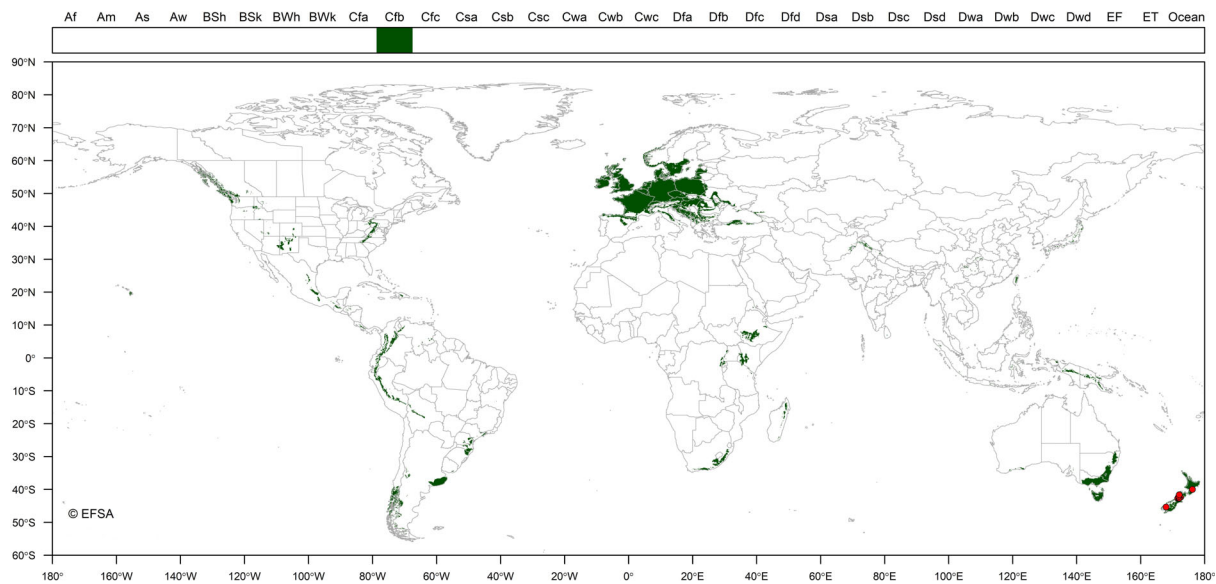 Af Am As Aw BSh BSk BWh BWk Cfa Cfb Cfc Csa Csb Csc Cwa Cwb Cwc Dfa Dfb Dfc Dfd Dsa Dsb Dsc Dsd Dwa Dwb Dwc Dwd EF ET Ocean
90°N
80°N
70°N
60°N
50°N
40°N
30°N
20°N
10°N
0°
10°S
20°S
30°S
40°S
50°S
60°S
© EFSA
180° 160°W 140°W 120°W 100°W 80°W 60°W 40°W 20°W 0° 20°E 40°E 60°E 80°E 100°E 120°E 140°E 160°E 180°